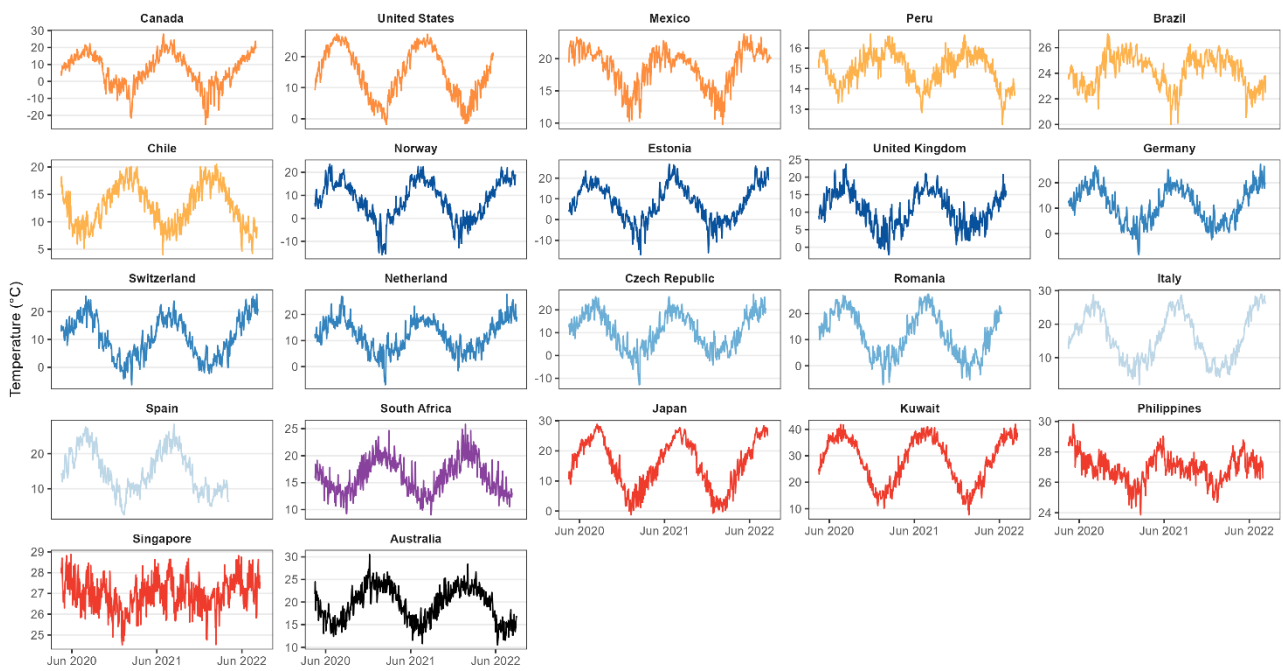 Canada United States Mexico Peru Brazil
30 20 10 0 -10 -20
20 10 0
20 15 10
16 15 14 13
26 24 22 20
Chile Norway Estonia United Kingdom Germany
20 15 10 5
20 10 0 -10
20 10 0 -10
25 20 15 10 5 0
20 10 0
Switzerland Netherland Czech Republic Romania Italy
20 10 0
20 10 0
20 10 0 -10
20 10 0
30 20 10
Temperature (°C)
Spain South Africa Japan Kuwait Philippines
20 10
25 20 15 10
30 20 10 0
40 30 20 10
30 28 26 24
Jun 2020 Jun 2021 Jun 2022
Jun 2020 Jun 2021 Jun 2022
Jun 2020 Jun 2021 Jun 2022
Singapore Australia
29 28 27 26 25
30 25 20 15 10
Jun 2020 Jun 2021 Jun 2022
Jun 2020 Jun 2021 Jun 2022